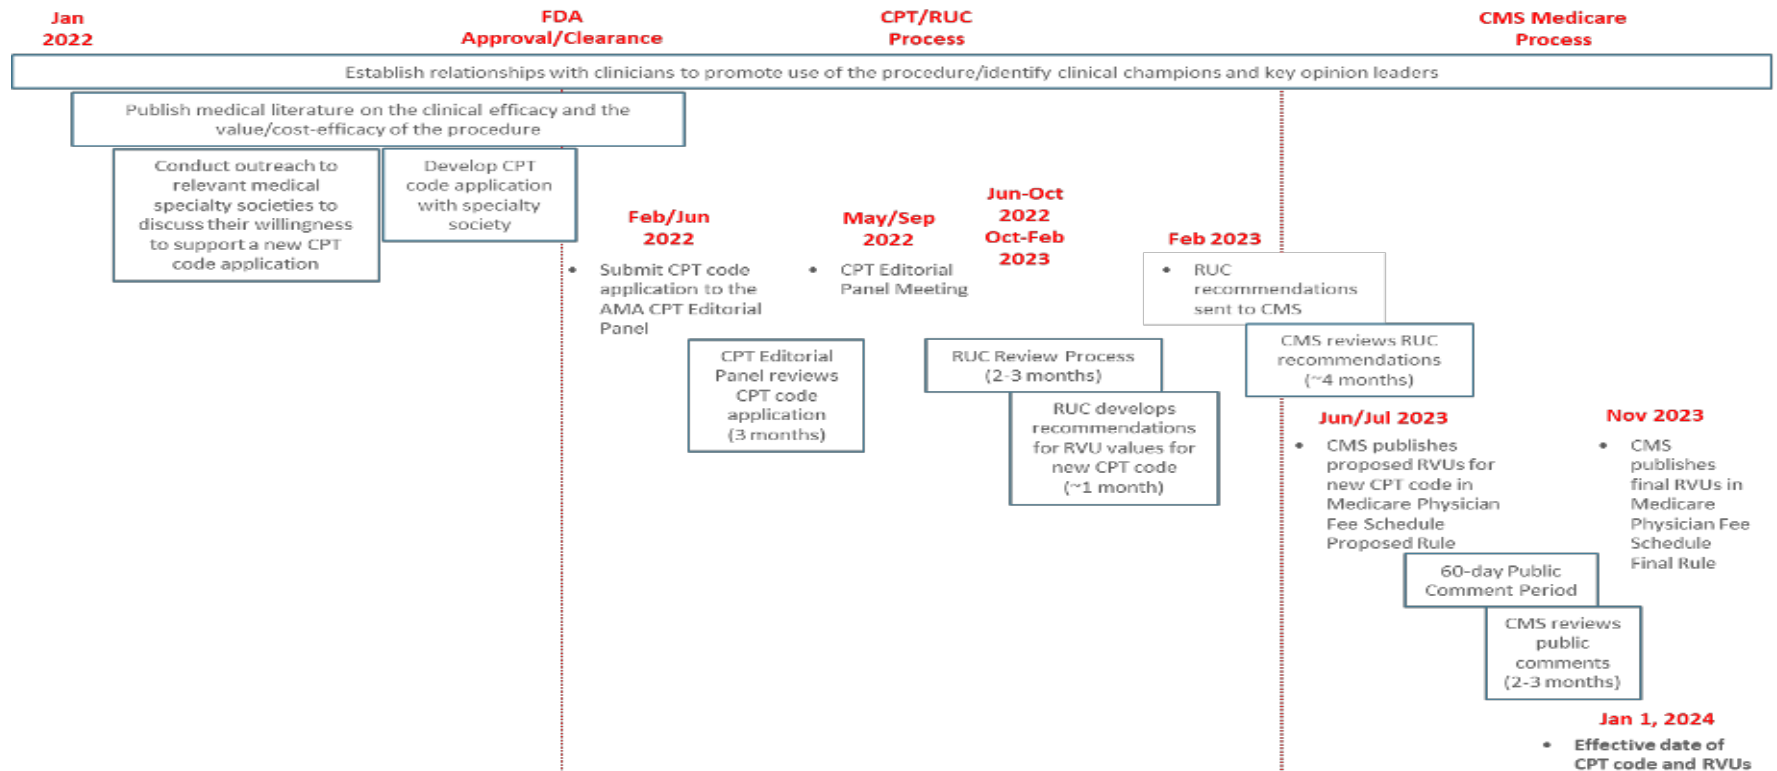 Jan
2022
FDA
Approval/Clearance
CPT/RUC
Process
CMS Medicare
Process
Establish relationships with clinicians to promote use of the procedure/identify clinical champions and key opinion leaders
Publish medical literature on the clinical efficacy and the
value/cost-efficacy of the procedure
Conduct outreach to
relevant medical
specialty societies to
discuss their willingness
to support a new CPT
code application
Develop CPT
code application
with specialty
society
Feb/Jun
2022
• Submit CPT code
application to the
AMA CPT Editorial
Panel
CPT Editorial
Panel reviews
CPT code
application
(3 months)
May/Sep
2022
• CPT Editorial
Panel Meeting
Jun-Oct
2022
Oct-Feb
2023
RUC Review Process
(2-3 months)
RUC develops
recommendations
for RVU values for
new CPT code
(~1 month)
Feb 2023
• RUC
recommendations
sent to CMS
CMS reviews RUC
recommendations
(~4 months)
Jun/Jul 2023
• CMS publishes
proposed RVUs for
new CPT code in
Medicare Physician
Fee Schedule
Proposed Rule
60-day Public
Comment Period
CMS reviews
public
comments
(2-3 months)
Nov 2023
• CMS
publishes
final RVUs in
Medicare
Physician Fee
Schedule
Final Rule
Jan 1, 2024
• Effective date of
CPT code and RVUs